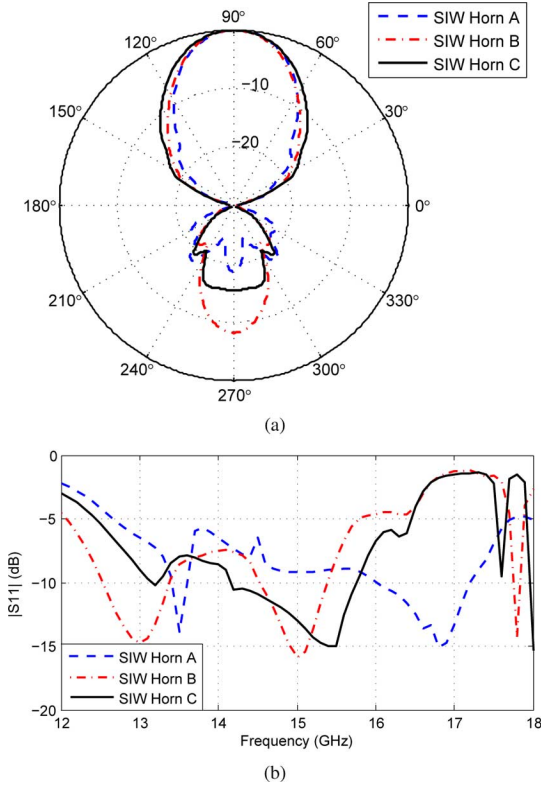 90°
120°
60°
SIW Horn A
SIW Horn B
SIW Horn C
−10
150°
30°
−20
180°
0°
210°
330°
240°
300°
270°
(a)
0
−5
−10
−15
−20
|S11| (dB)
SIW Horn A
SIW Horn B
SIW Horn C
12 13 14 15 16 17 18
Frequency (GHz)
(b)